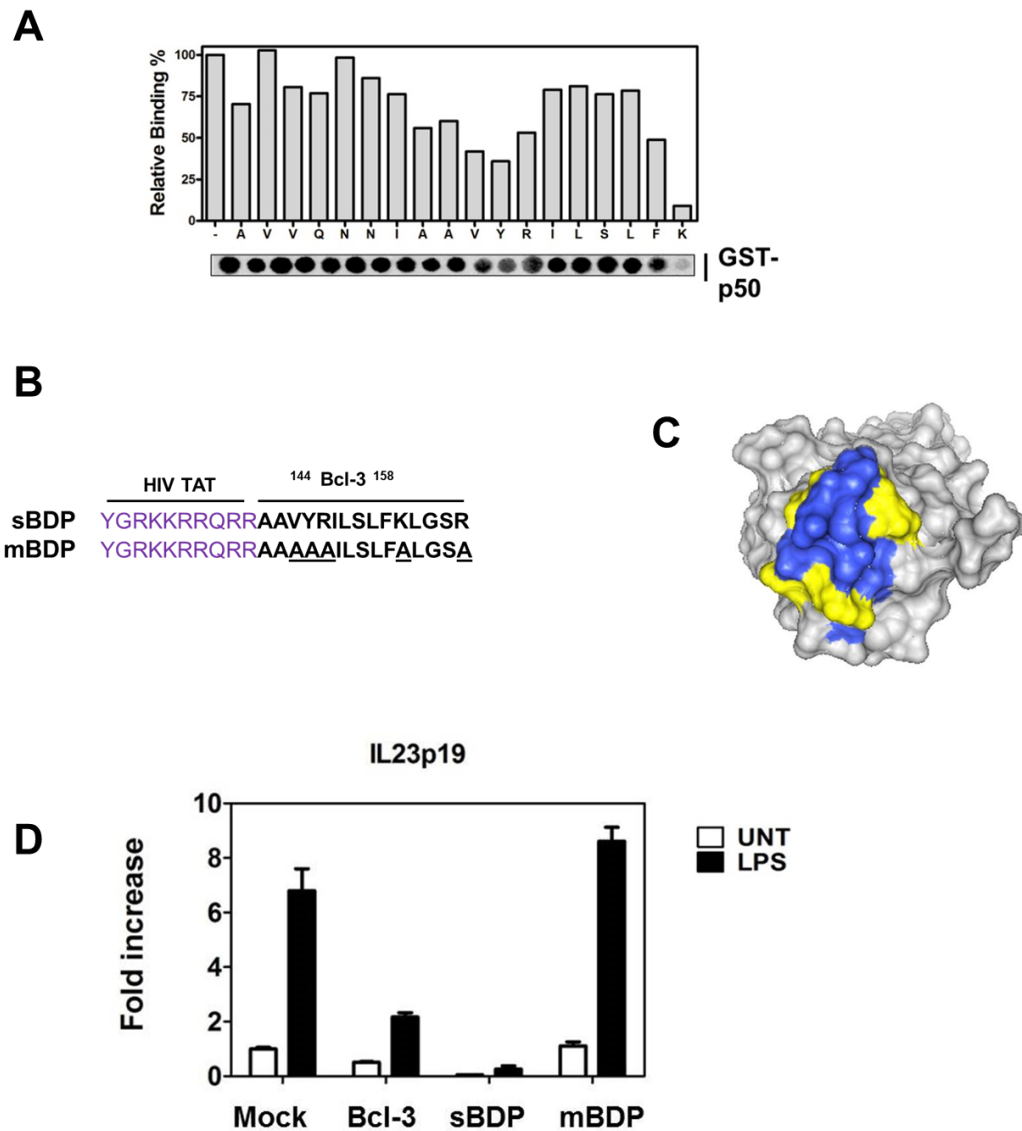 A
Relative Binding %
100
75
50
25
0
- A V V Q N N I A A V Y R I L S L F K
GST-
p50
B
HIV TAT
144 Bcl-3 158
sBDP YGRKKRRQRRAAVYRILSLFKLGSR
mBDP YGRKKRRQRRAAAAAILSLFALGSA
C
IL23p19
D
Fold increase
10
8
6
4
2
0
Mock Bcl-3 sBDP mBDP
UNT
LPS